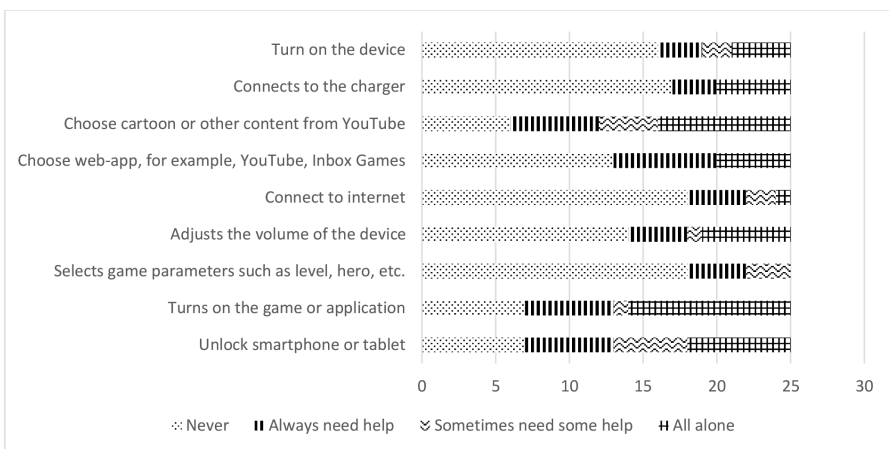 Turn on the device
Connects to the charger
Choose cartoon or other content from YouTube
Choose web-app, for example, YouTube, Inbox Games
Connect to internet
Adjusts the volume of the device
Selects game parameters such as level, hero, etc.
Turns on the game or application
Unlock smartphone or tablet
0 5 10 15 20 25 30
Never Always need help Sometimes need some help All alone